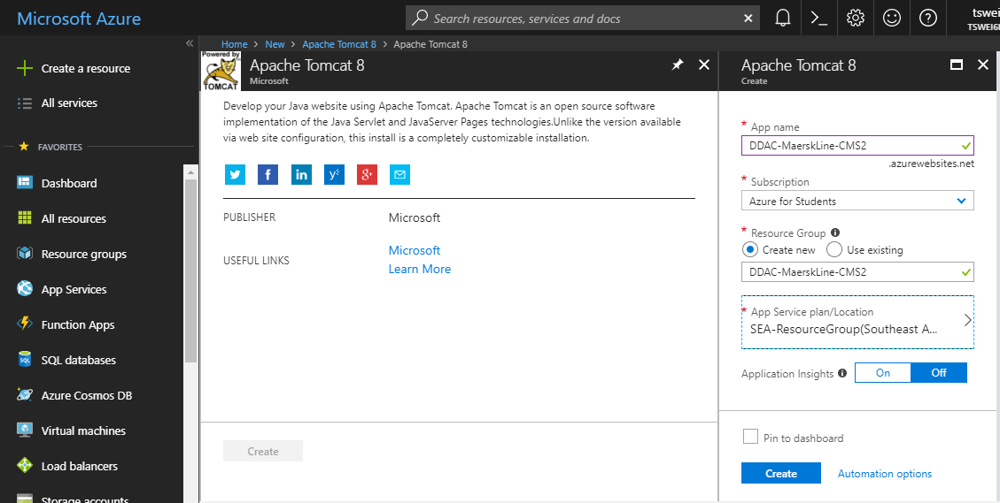 Microsoft Azure
Search resources, services and docs
tswei
TSWEI6
Create a resource
All services
FAVORITES
Dashboard
All resources
Resource groups
App Services
Function Apps
SQL databases
Azure Cosmos DB
Virtual machines
Load balancers
Storage accounts
Home > New > Apache Tomcat 8 > Apache Tomcat 8
Powered by
TOMCAT
Apache Tomcat 8
Microsoft
Develop your Java website using Apache Tomcat. Apache Tomcat is an open source software
implementation of the Java Servlet and JavaServer Pages technologies.Unlike the version available
via web site configuration, this install is a completely customizable installation.
PUBLISHER
Microsoft
USEFUL LINKS
Microsoft
Learn More
Create
Apache Tomcat 8
Create
* App name
DDAC-MaerskLine-CMS2
.azurewebsites.net
* Subscription
Azure for Students
* Resource Group
Create new Use existing
DDAC-MaerskLine-CMS2
* App Service plan/Location
SEA-ResourceGroup(Southeast A...
Application Insights On Off
Pin to dashboard
Create Automation options